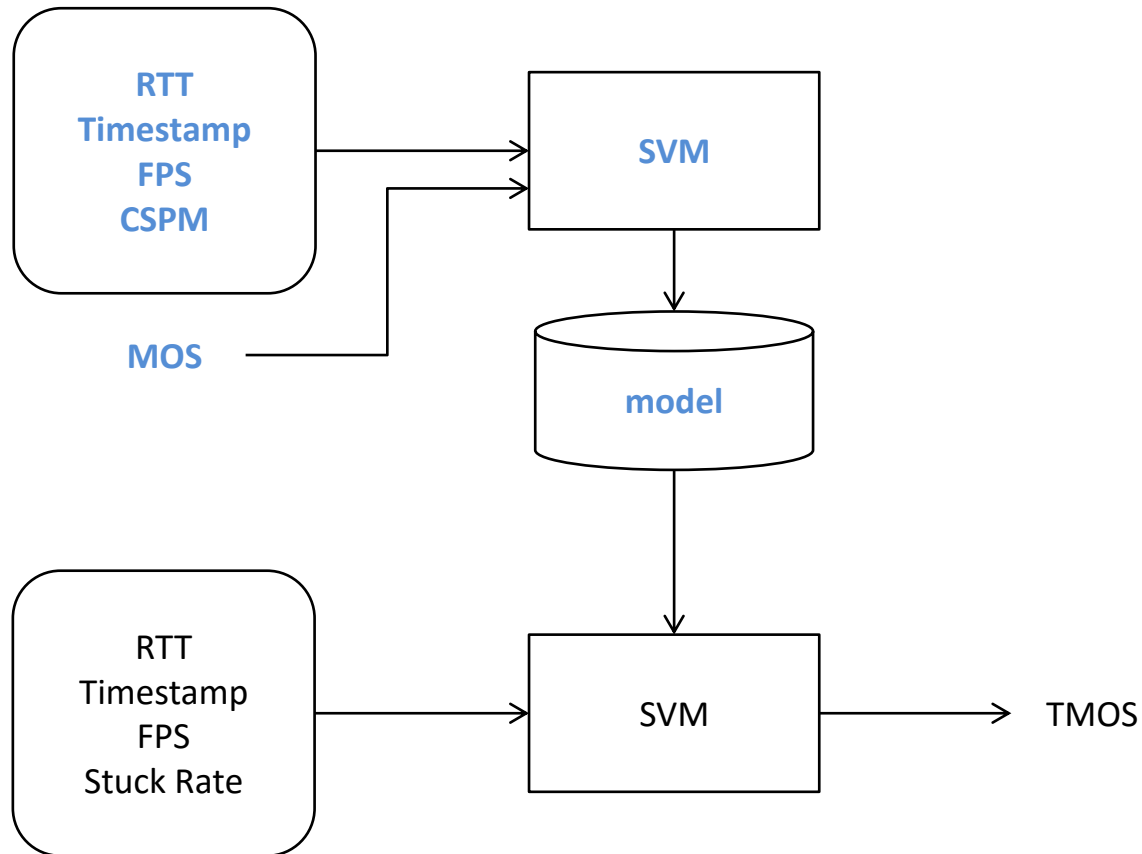 RTT
Timestamp
FPS
CSPM
SVM
MOS
model
RTT
Timestamp
FPS
Stuck Rate
SVM
TMOS